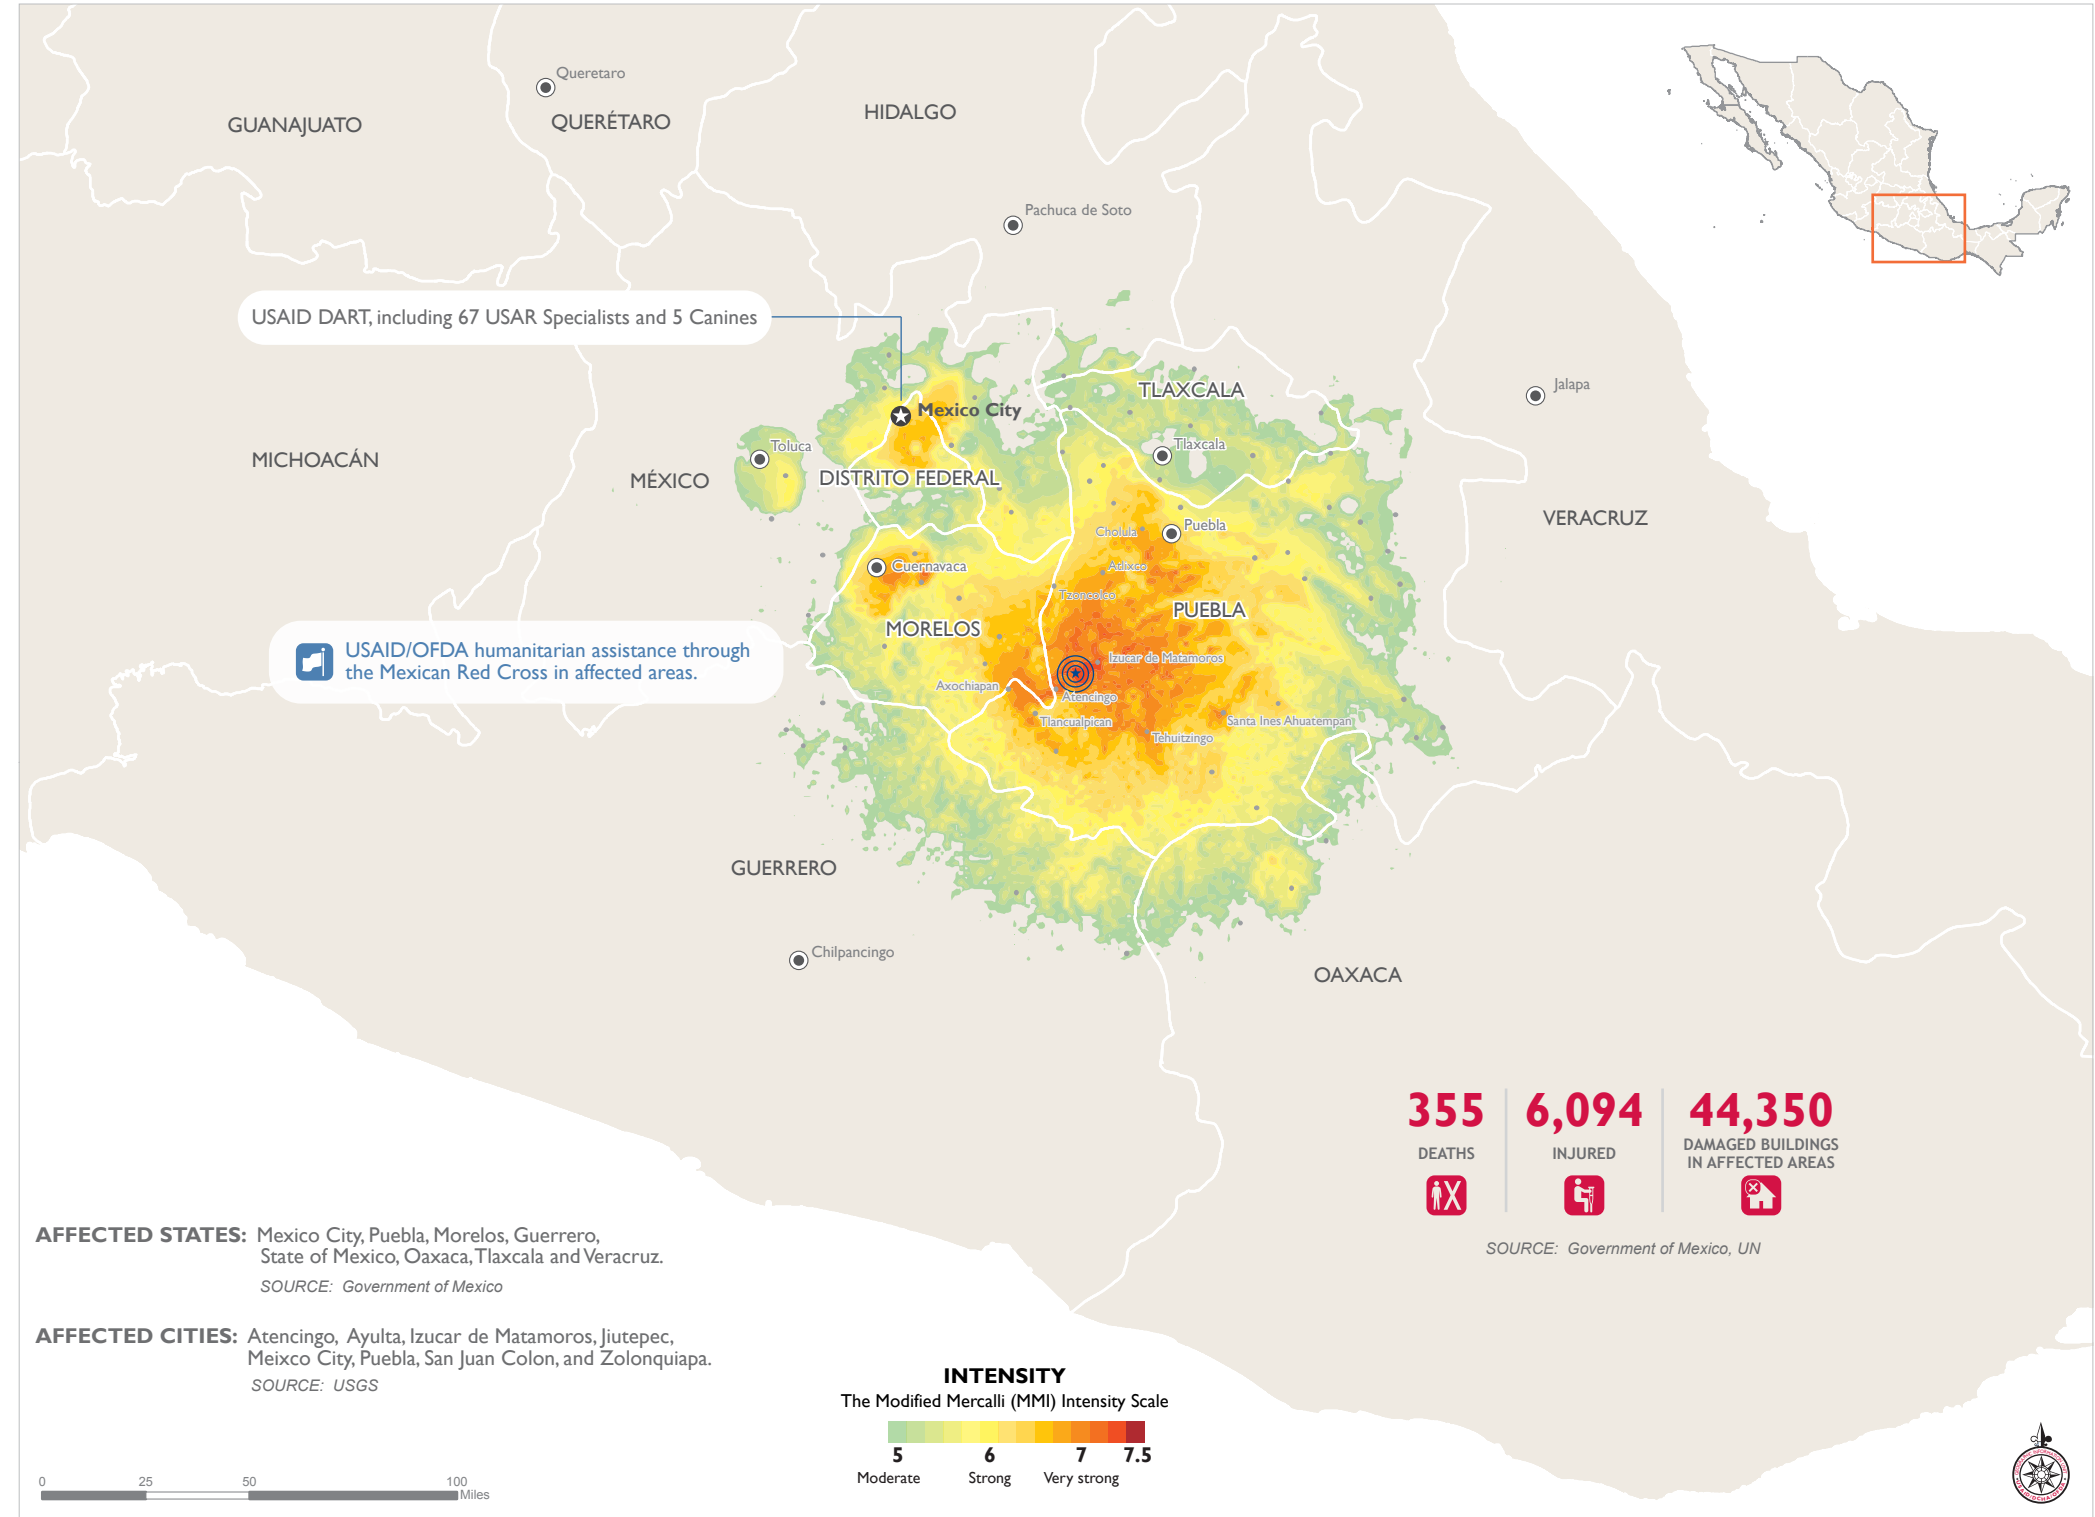 Queretaro
GUANAJUATO
QUERÉTARO
HIDALGO
Pachuca de Soto
USAID DART, including 67 USAR Specialists and 5 Canines
Mexico City
TLAXCALA
Jalapa
Toluca
Tlaxcala
MICHOACÁN
MÉXICO
DISTRITO FEDERAL
VERACRUZ
Cholula
Puebla
Cuernavaca
Atlixco
Tzoncolco
PUEBLA
MORELOS
USAID/OFDA humanitarian assistance through
the Mexican Red Cross in affected areas.
Izucar de Matamoros
Axochiapan
Atencingo
Tlancualpican
Santa Ines Ahuatempan
Tehuitzingo
GUERRERO
Chilpancingo
OAXACA
355
DEATHS
6,094
INJURED
44,350
DAMAGED BUILDINGS
IN AFFECTED AREAS
SOURCE: Government of Mexico, UN
AFFECTED STATES: Mexico City, Puebla, Morelos, Guerrero,
State of Mexico, Oaxaca, Tlaxcala and Veracruz.
SOURCE: Government of Mexico
AFFECTED CITIES: Atencingo, Ayulta, Izucar de Matamoros, Jiutepec,
Meixco City, Puebla, San Juan Colon, and Zolonquiapa.
SOURCE: USGS
INTENSITY
The Modified Mercalli (MMI) Intensity Scale
5 6 7 7.5
Moderate Strong Very strong
0 25 50 100
Miles